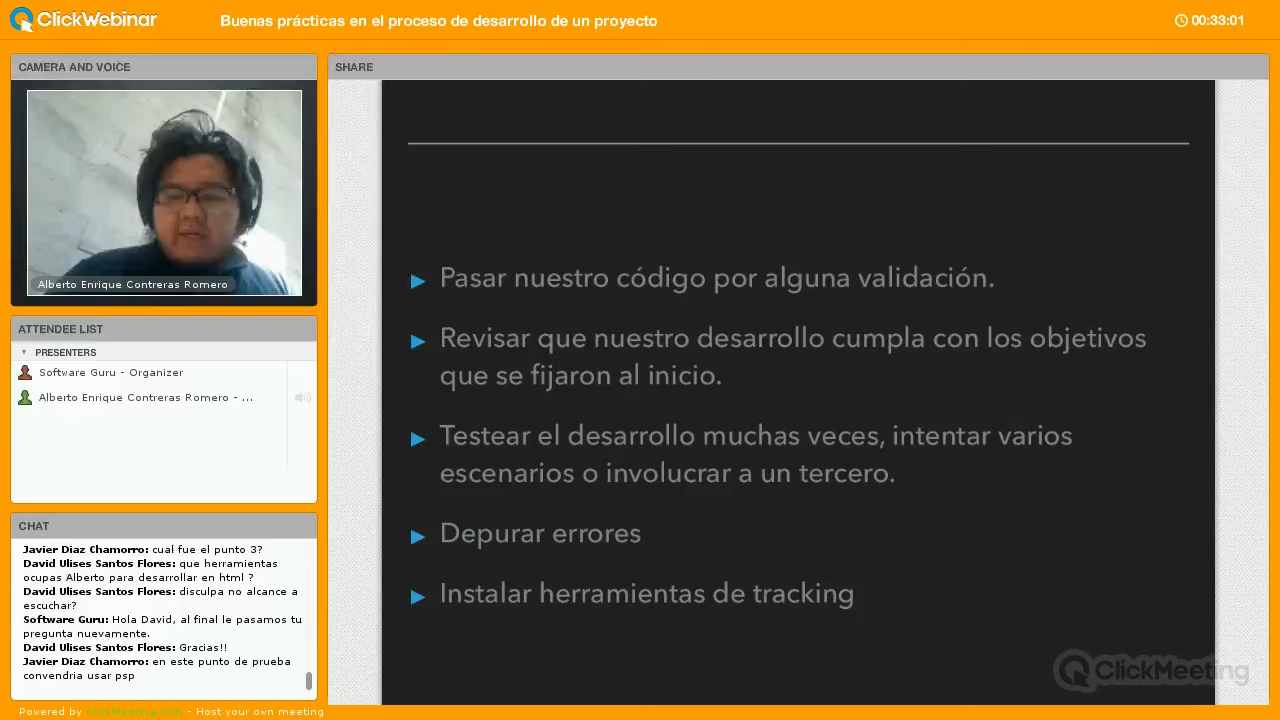 ClickWebinar
Buenas prácticas en el proceso de desarrollo de un proyecto
00:33:01
CAMERA AND VOICE
Alberto Enrique Contreras Romero
ATTENDEE LIST
PRESENTERS
Software Guru - Organizer
Alberto Enrique Contreras Romero - ...
CHAT
Javier Diaz Chamorro: cual fue el punto 3?
David Ulises Santos Flores: que herramientas
ocupas Alberto para desarrollar en html ?
David Ulises Santos Flores: disculpa no alcance a
escuchar?
Software Guru: Hola David, al final le pasamos tu
pregunta nuevamente.
David Ulises Santos Flores: Gracias!!
Javier Diaz Chamorro: en este punto de prueba
convendria usar psp
SHARE
▶ Pasar nuestro código por alguna validación.
▶ Revisar que nuestro desarrollo cumpla con los objetivos
que se fijaron al inicio.
▶ Testear el desarrollo muchas veces, intentar varios
escenarios o involucrar a un tercero.
▶ Depurar errores
▶ Instalar herramientas de tracking
ClickMeeting
Powered by ClickMeeting.com - Host your own meeting